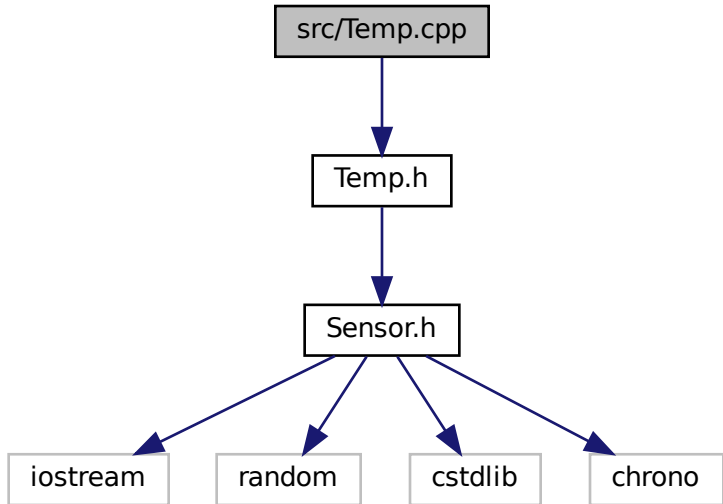 src/Temp.cpp
Temp.h
Sensor.h
iostream
random
cstdlib
chrono